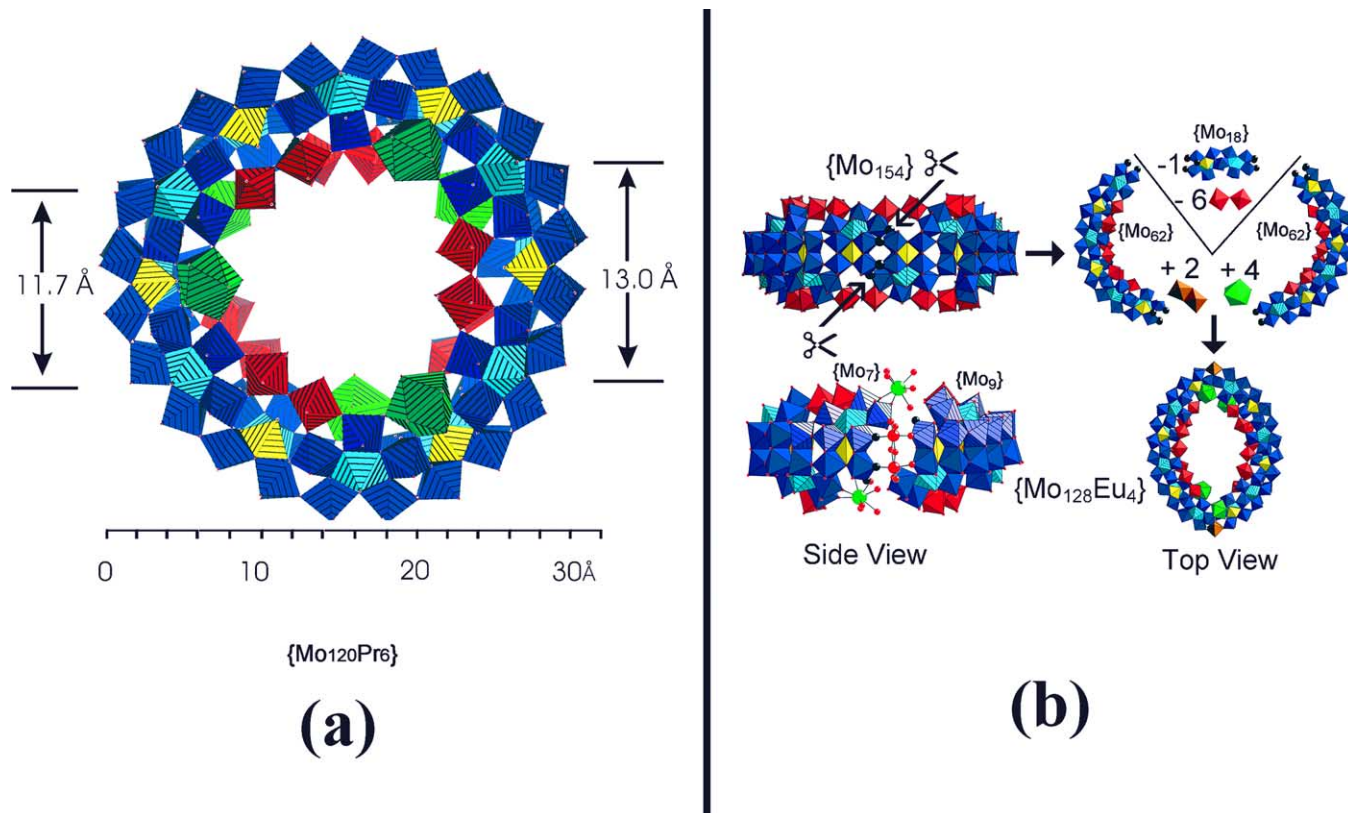 11.7 Å
13.0 Å
0 10 20 30Å
{Mo120Pr6}
(a)
{Mo18}
{Mo154}
-1
- 6
{Mo62} {Mo62}
+ 2 + 4
{Mo7} {Mo9}
{Mo128Eu4}
Side View Top View
(b)